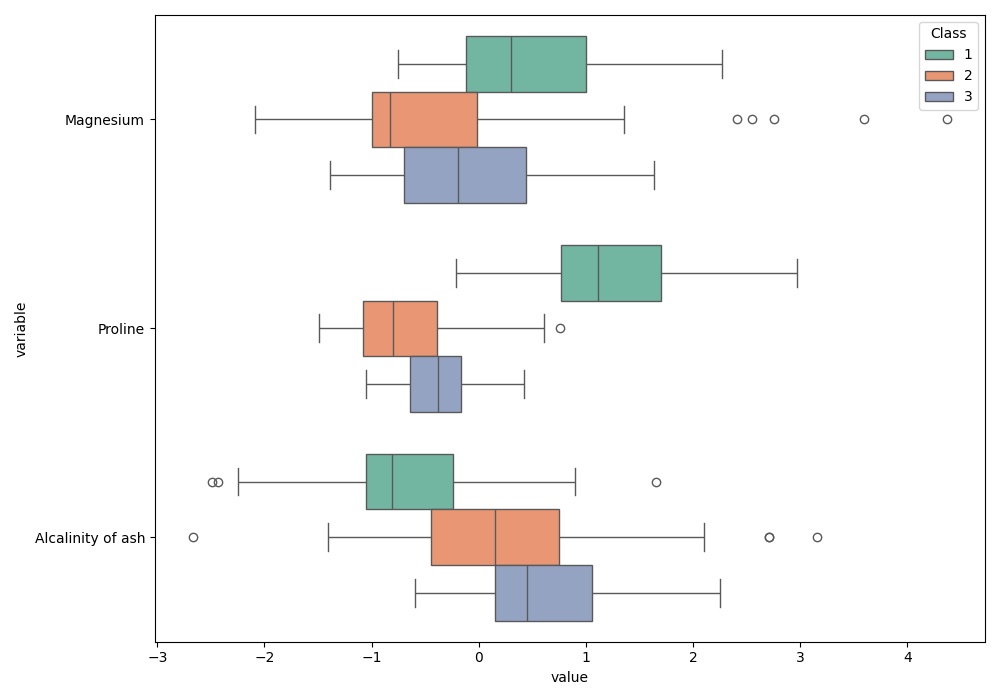 Class
1
2
3
Magnesium
Proline
Alcalinity of ash
variable
−3 −2 −1 0 1 2 3 4
value